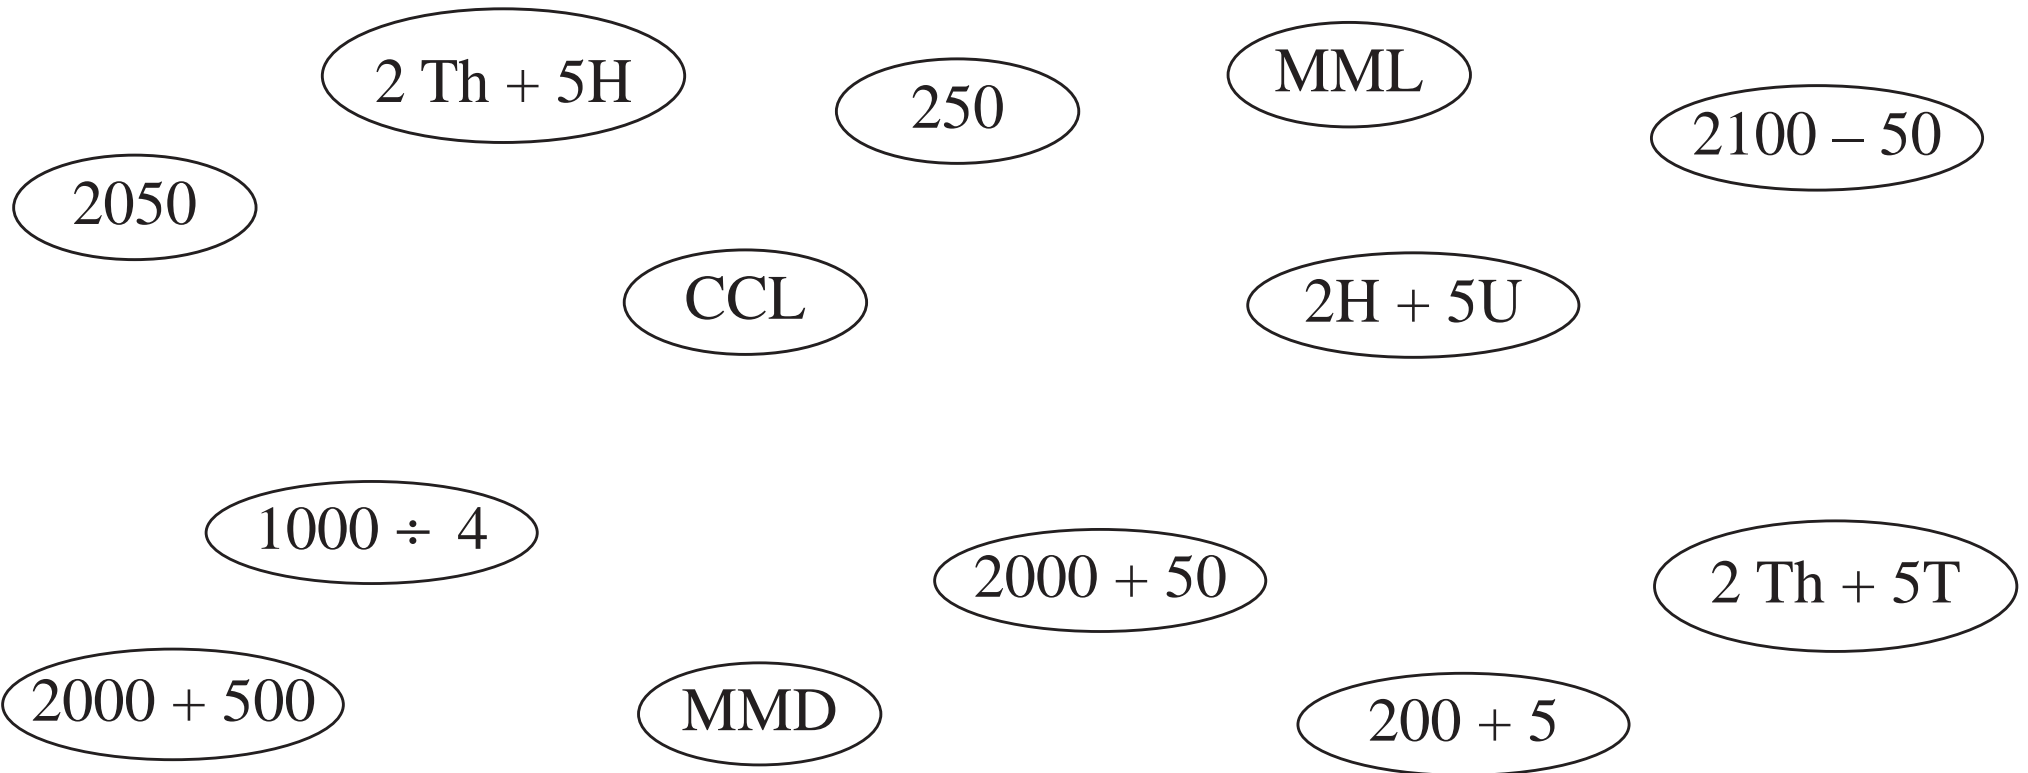 2 Th + 5H
250
MML
2100 – 50
2050
CCL
2H + 5U
1000 ÷ 4
2000 + 50
2 Th + 5T
2000 + 500
MMD
200 + 5